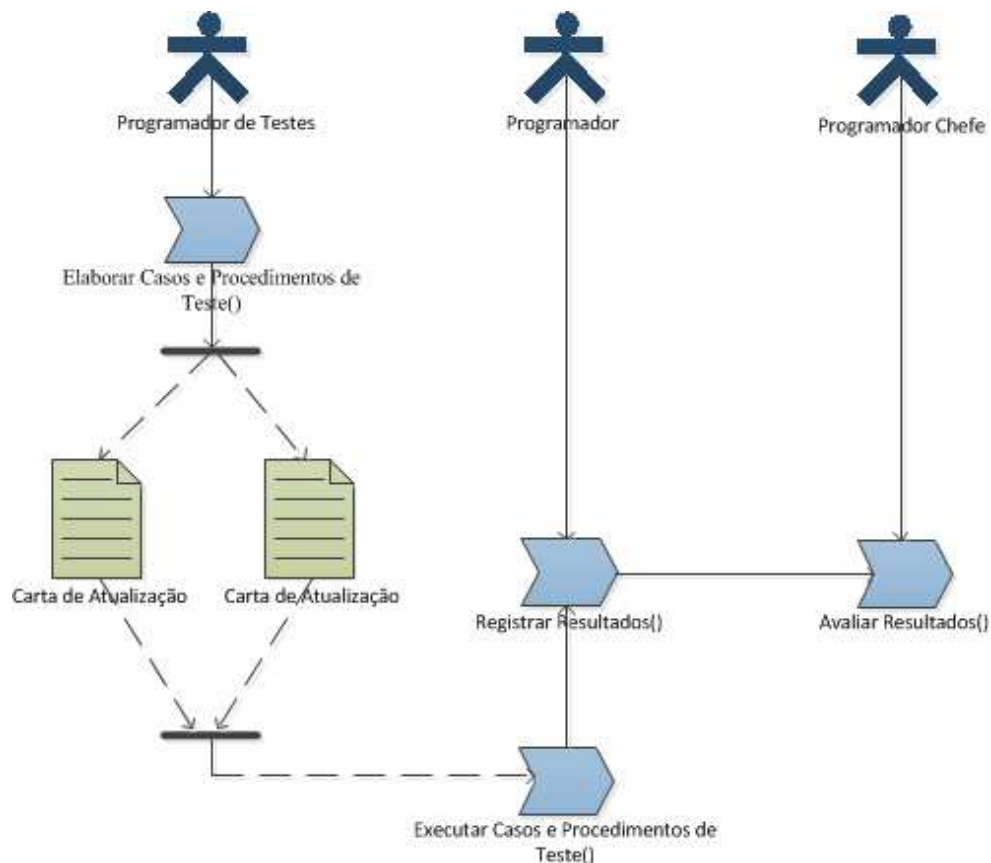 Programador de Testes
Programador
Programador Chefe
Elaborar Casos e Procedimentos de
Teste()
Carta de Atualização
Carta de Atualização
Registrar Resultados()
Avaliar Resultados()
Executar Casos e Procedimentos de
Teste()